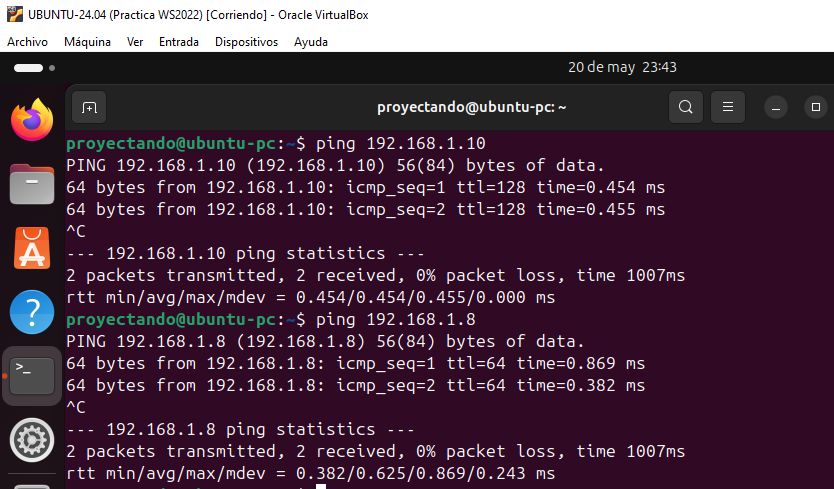 UBUNTU-24.04 (Practica WS2022) [Corriendo] - Oracle VirtualBox
Archivo Máquina Ver Entrada Dispositivos Ayuda
20 de may 23:43
proyectando@ubuntu-pc: ~
proyectando@ubuntu-pc:~$ ping 192.168.1.10
PING 192.168.1.10 (192.168.1.10) 56(84) bytes of data.
64 bytes from 192.168.1.10: icmp_seq=1 ttl=128 time=0.454 ms
64 bytes from 192.168.1.10: icmp_seq=2 ttl=128 time=0.455 ms
^C
--- 192.168.1.10 ping statistics ---
2 packets transmitted, 2 received, 0% packet loss, time 1007ms
rtt min/avg/max/mdev = 0.454/0.454/0.455/0.000 ms
proyectando@ubuntu-pc:~$ ping 192.168.1.8
PING 192.168.1.8 (192.168.1.8) 56(84) bytes of data.
64 bytes from 192.168.1.8: icmp_seq=1 ttl=64 time=0.869 ms
64 bytes from 192.168.1.8: icmp_seq=2 ttl=64 time=0.382 ms
^C
--- 192.168.1.8 ping statistics ---
2 packets transmitted, 2 received, 0% packet loss, time 1007ms
rtt min/avg/max/mdev = 0.382/0.625/0.869/0.243 ms